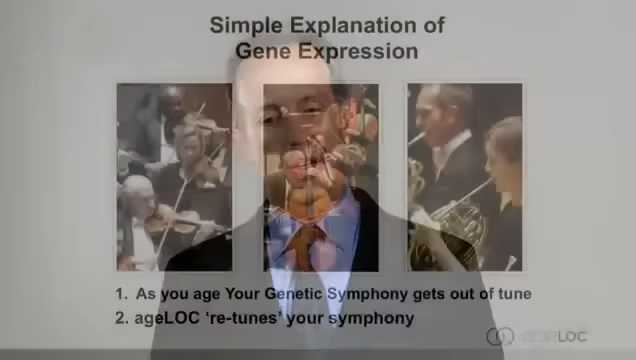 Simple Explanation of
Gene Expression
1. As you age Your Genetic Symphony gets out of tune
2. ageLOC ‘re-tunes’ your symphony
ageLOC